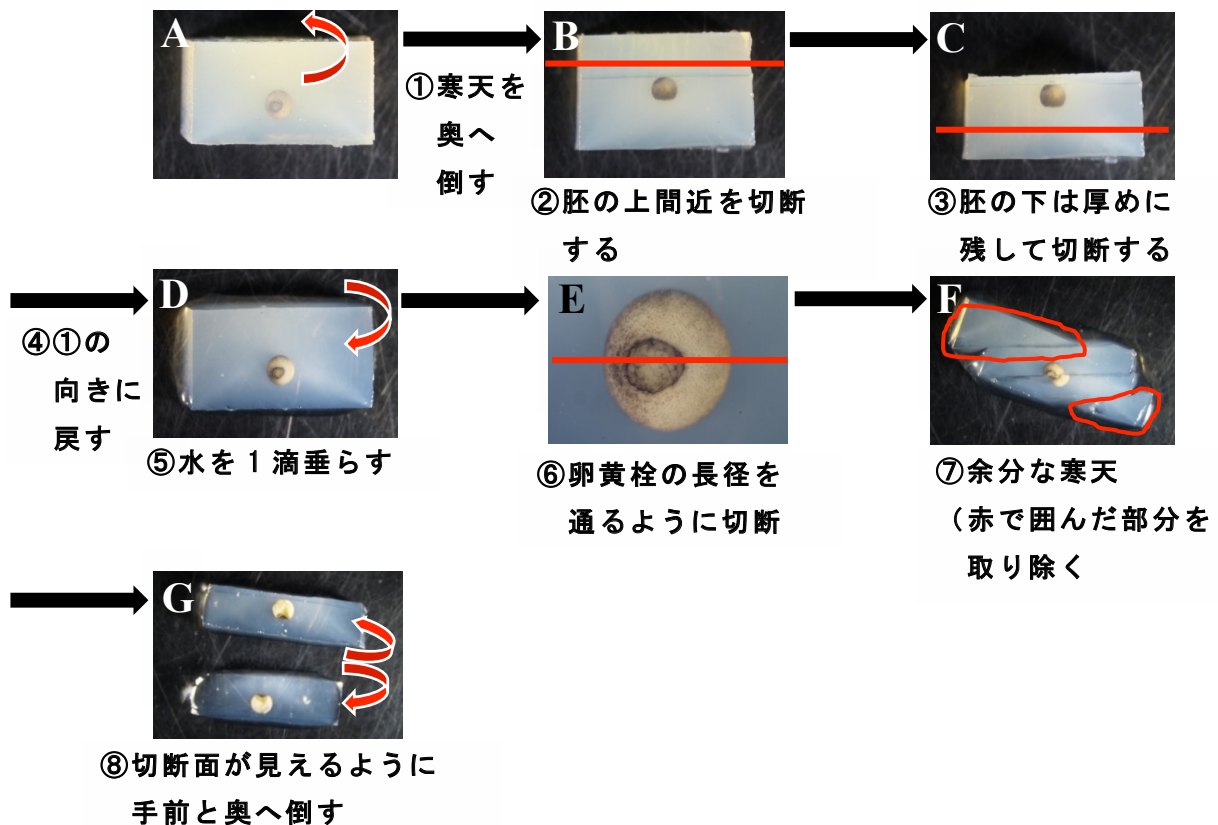 A
①寒天を
奥へ
倒す
B
②胚の上間近を切断
する
C
③胚の下は厚めに
残して切断する
④①の
向きに
戻す
D
⑤水を1滴垂らす
E
⑥卵黄栓の長径を
通るように切断
F
⑦余分な寒天
（赤で囲んだ部分を
取り除く
G
⑧切断面が見えるように
手前と奥へ倒す